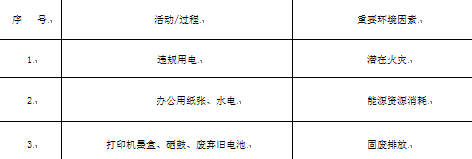 序 号 活动/过程 重要环境因素
1. 违规用电 潜在火灾
2. 办公用纸张、水电 能源资源消耗
3. 打印机墨盒、硒鼓、废弃旧电池 固废排放